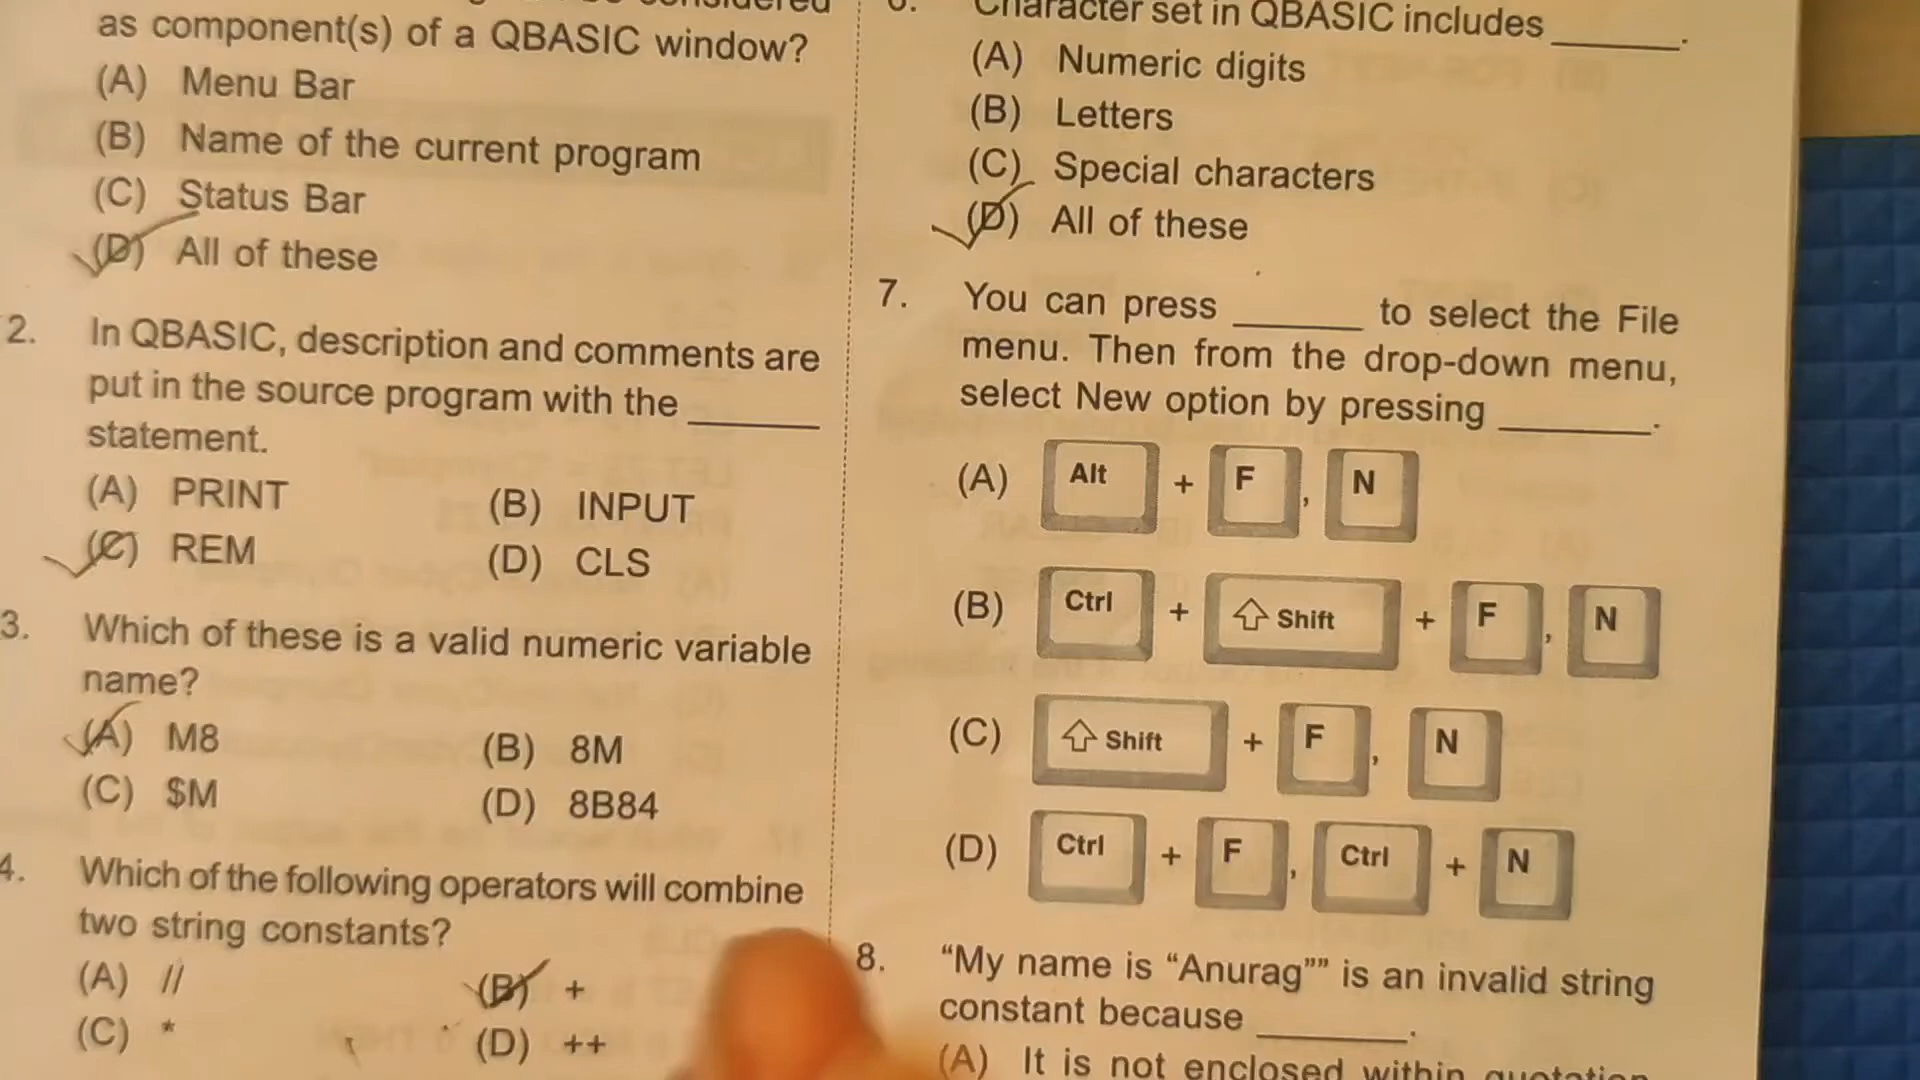 as component(s) of a QBASIC window?
(A) Menu Bar
(B) Name of the current program
(C) Status Bar
(D) All of these
2. In QBASIC, description and comments are
put in the source program with the ______
statement.
(A) PRINT (B) INPUT
(C) REM (D) CLS
3. Which of these is a valid numeric variable
name?
(A) M8 (B) 8M
(C) $M (D) 8B84
4. Which of the following operators will combine
two string constants?
(A) // (B) +
(C) * (D) ++
6. Character set in QBASIC includes ______.
(A) Numeric digits
(B) Letters
(C) Special characters
(D) All of these
7. You can press ______ to select the File
menu. Then from the drop-down menu,
select New option by pressing ______.
(A) Alt + F , N
(B) Ctrl + ⇧ Shift + F , N
(C) ⇧ Shift + F , N
(D) Ctrl + F , Ctrl + N
8. “My name is “Anurag”” is an invalid string
constant because ______.
(A) It is not enclosed within quotation